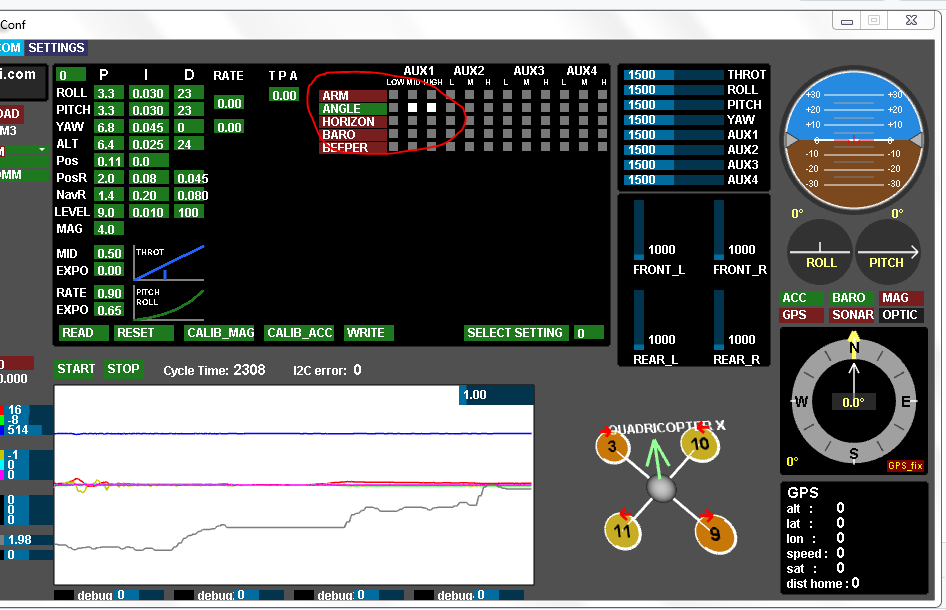 Conf
COM SETTINGS
i.com
OAD
M3
M
OMM
0 P I D RATE T P A
ROLL 3.3 0.030 23
PITCH 3.3 0.030 23
0.00
0.00
YAW 6.8 0.045 0
0.00
ALT 6.4 0.025 24
Pos 0.11 0.0
PosR 2.0 0.08 0.045
NavR 1.4 0.20 0.080
LEVEL 9.0 0.010 100
MAG 4.0
MID 0.50
EXPO 0.00
THROT
RATE 0.90
EXPO 0.65
PITCH
ROLL
AUX1 AUX2 AUX3 AUX4
LOW MID HIGH L M H L M H L M H
ARM
ANGLE
HORIZON
BARO
BEEPER
READ RESET CALIB_MAG CALIB_ACC WRITE SELECT SETTING 0
1500 THROT
1500 ROLL
1500 PITCH
1500 YAW
1500 AUX1
1500 AUX2
1500 AUX3
1500 AUX4
1000 1000
FRONT_L FRONT_R
1000 1000
REAR_L REAR_R
+30 +30
+20 +20
+10 +10
-10 -10
-20 -20
-30 -30
0° 0°
ROLL PITCH
ACC BARO MAG
GPS SONAR OPTIC
N
W 0.0° E
S
0° GPS_fix
GPS
alt : 0
lat : 0
lon : 0
speed : 0
sat : 0
dist home : 0
START STOP Cycle Time: 2308 I2C error: 0
0
0.000
1.00
16
-8
514
-1
0
0
0
0
0
1.98
0
debug: 0 debug: 0 debug: 0 debug: 0
QUADRICOPTER X
3 10
11 9